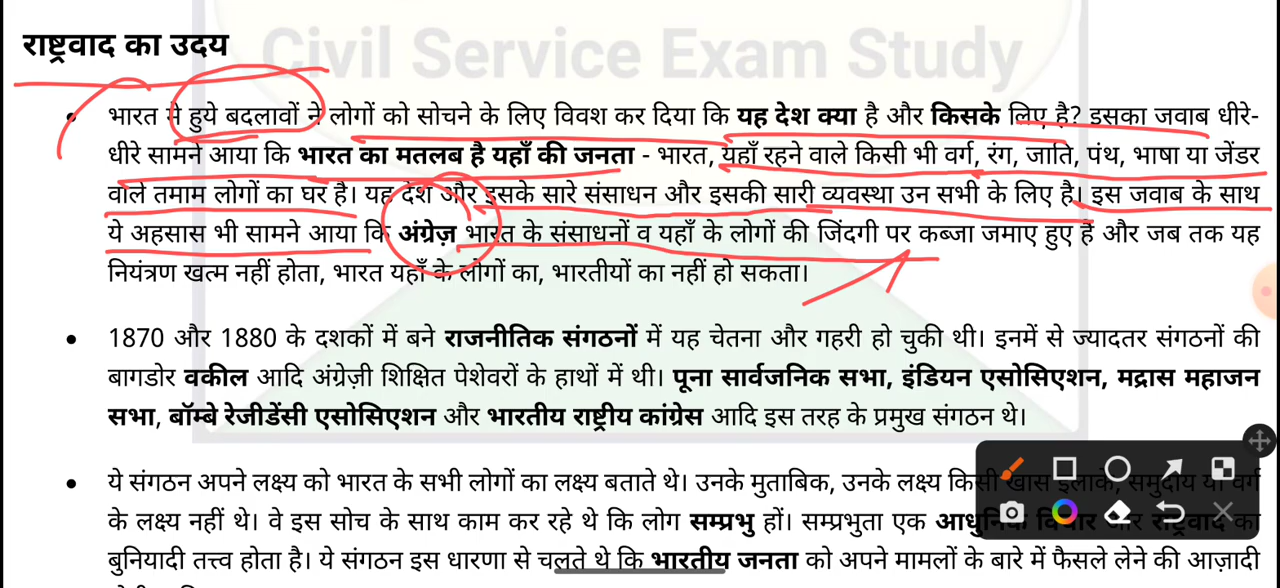 Civil Service Exam Study
राष्ट्रवाद का उदय
भारत में हुये बदलावों ने लोगों को सोचने के लिए विवश कर दिया कि यह देश क्या है और किसके लिए है? इसका जवाब धीरे-
धीरे सामने आया कि भारत का मतलब है यहाँ की जनता - भारत, यहाँ रहने वाले किसी भी वर्ग, रंग, जाति, पंथ, भाषा या जेंडर
वाले तमाम लोगों का घर है। यह देश और इसके सारे संसाधन और इसकी सारी व्यवस्था उन सभी के लिए है। इस जवाब के साथ
ये अहसास भी सामने आया कि अंग्रेज़ भारत के संसाधनों व यहाँ के लोगों की जिंदगी पर कब्जा जमाए हुए हैं और जब तक यह
नियंत्रण खत्म नहीं होता, भारत यहाँ के लोगों का, भारतीयों का नहीं हो सकता।
1870 और 1880 के दशकों में बने राजनीतिक संगठनों में यह चेतना और गहरी हो चुकी थी। इनमें से ज्यादतर संगठनों की
बागडोर वकील आदि अंग्रेज़ी शिक्षित पेशेवरों के हाथों में थी। पूना सार्वजनिक सभा, इंडियन एसोसिएशन, मद्रास महाजन
सभा, बॉम्बे रेजीडेंसी एसोसिएशन और भारतीय राष्ट्रीय कांग्रेस आदि इस तरह के प्रमुख संगठन थे।
ये संगठन अपने लक्ष्य को भारत के सभी लोगों का लक्ष्य बताते थे। उनके मुताबिक, उनके लक्ष्य किसी खास इलाके, समुदाय या वर्ग
के लक्ष्य नहीं थे। वे इस सोच के साथ काम कर रहे थे कि लोग सम्प्रभु हों। सम्प्रभुता एक आधुनिक विचार और राष्ट्रवाद का
बुनियादी तत्त्व होता है। ये संगठन इस धारणा से चलते थे कि भारतीय जनता को अपने मामलों के बारे में फैसले लेने की आज़ादी